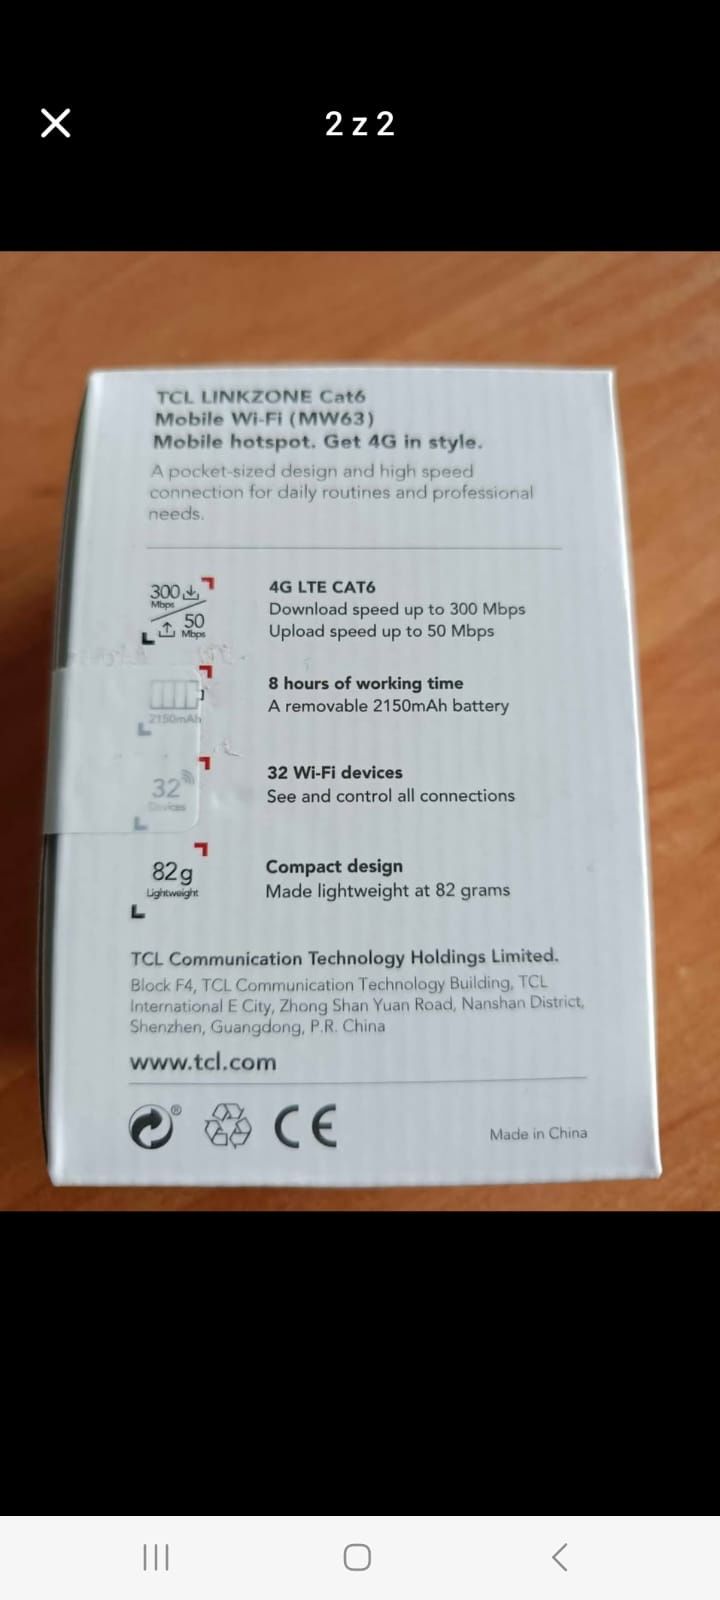 2 z 2
TCL LINKZONE Cat6
Mobile Wi-Fi (MW63)
Mobile hotspot. Get 4G in style.
A pocket-sized design and high speed
connection for daily routines and professional
needs.
300
Mbps
50
Mbps
4G LTE CAT6
Download speed up to 300 Mbps
Upload speed up to 50 Mbps
2150mAh
8 hours of working time
A removable 2150mAh battery
32
Devices
32 Wi-Fi devices
See and control all connections
82g
Lightweight
Compact design
Made lightweight at 82 grams
TCL Communication Technology Holdings Limited.
Block F4, TCL Communication Technology Building, TCL
International E City, Zhong Shan Yuan Road, Nanshan District,
Shenzhen, Guangdong, P.R. China
www.tcl.com
® CE
Made in China